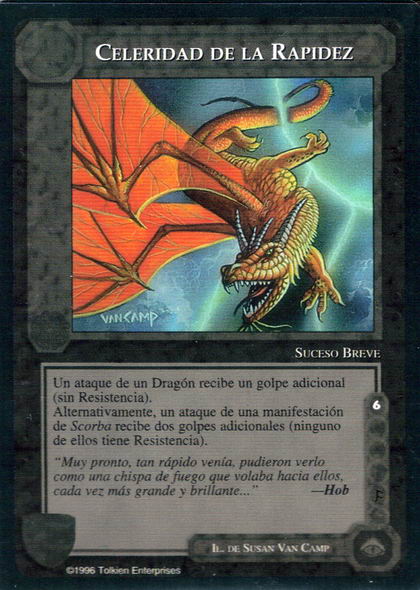 CELERIDAD DE LA RAPIDEZ
VANCAMP
SUCESO BREVE
Un ataque de un Dragón recibe un golpe adicional
(sin Resistencia).
Alternativamente, un ataque de una manifestación
de Scorba recibe dos golpes adicionales (ninguno
de ellos tiene Resistencia).
6
“Muy pronto, tan rápido venía, pudieron verlo
como una chispa de fuego que volaba hacia ellos,
cada vez más grande y brillante...” —Hob
F
IL. DE SUSAN VAN CAMP
©1996 Tolkien Enterprises